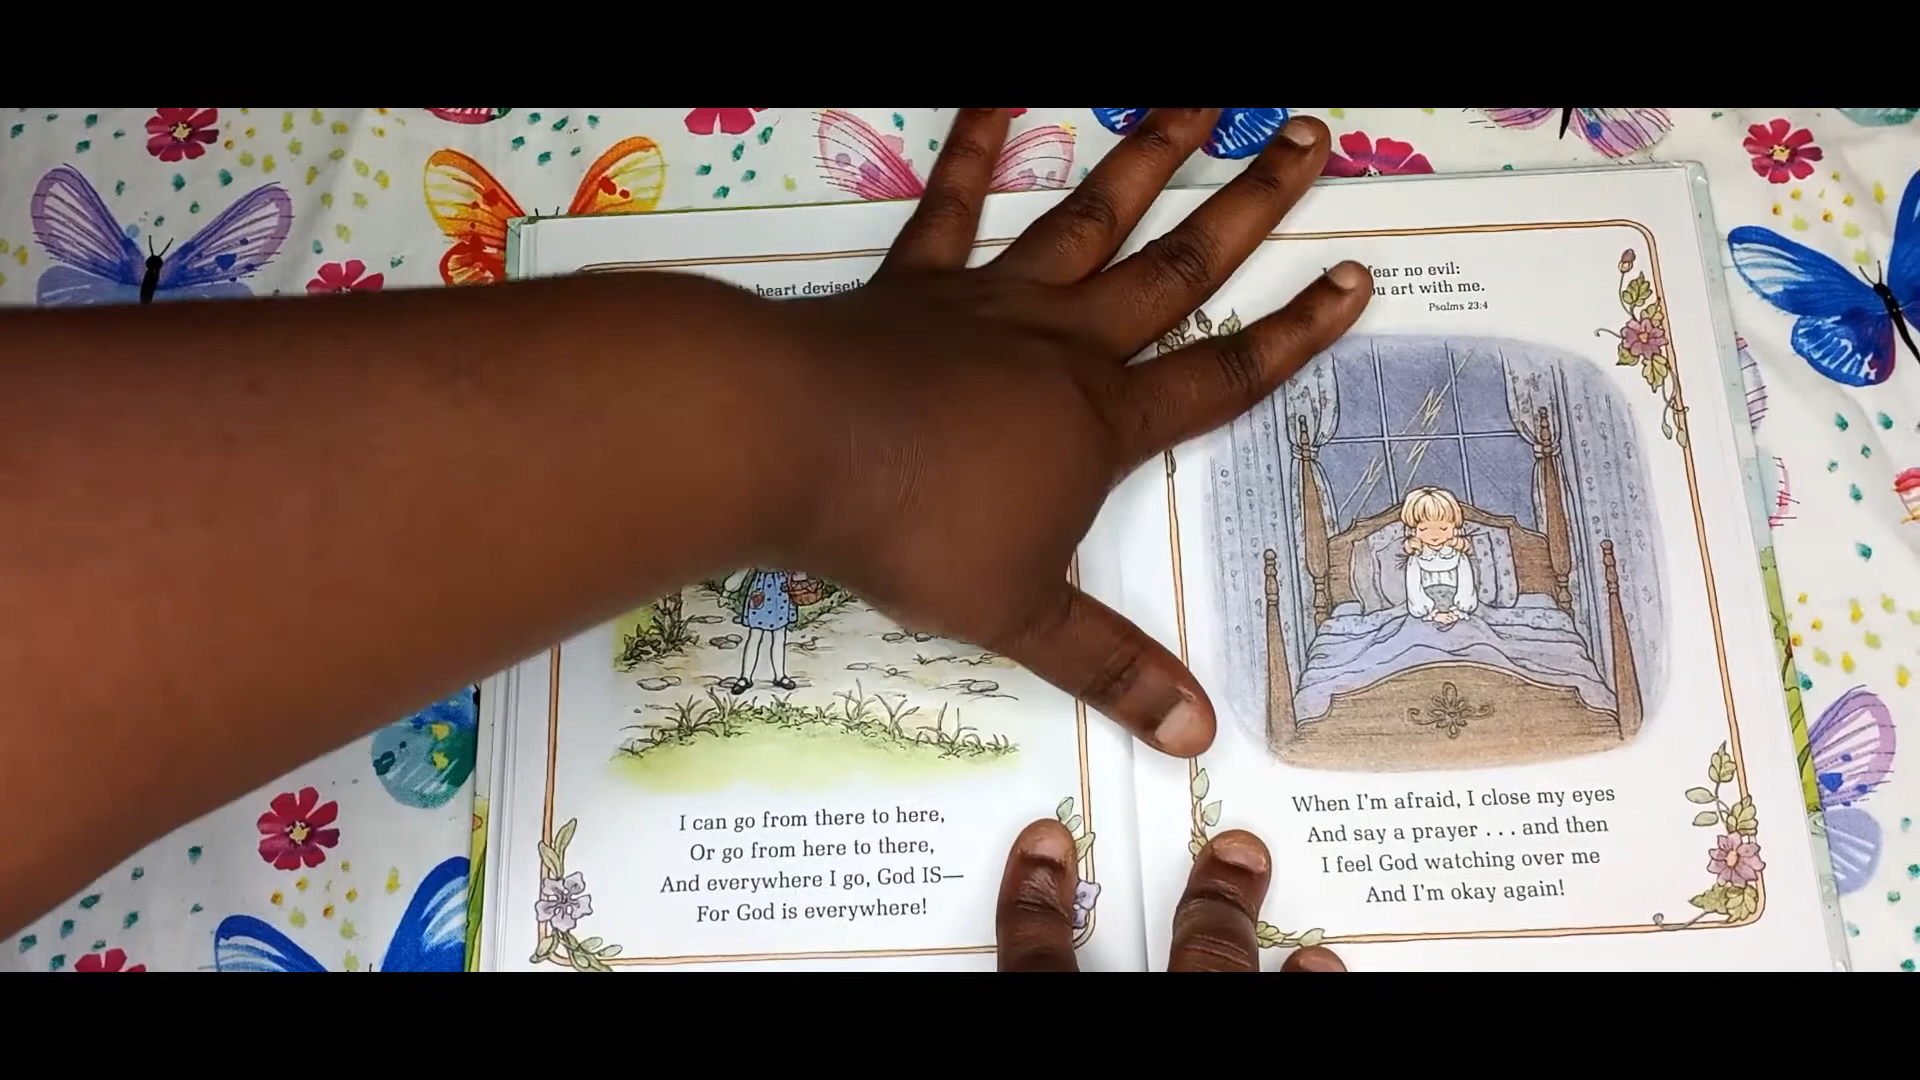 heart deviseth
I can go from there to here,
Or go from here to there,
And everywhere I go, God IS—
For God is everywhere!
fear no evil:
art with me.
Psalms 23:4
When I'm afraid, I close my eyes
And say a prayer . . . and then
I feel God watching over me
And I'm okay again!